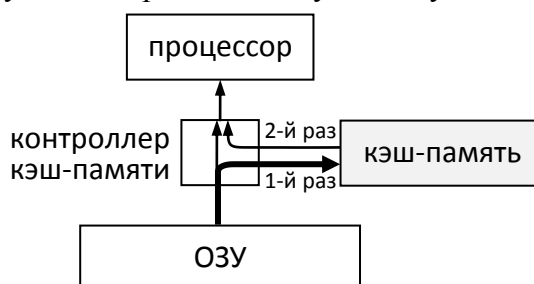 процессор
контроллер
кэш-памяти
2-й раз
1-й раз
кэш-память
ОЗУ